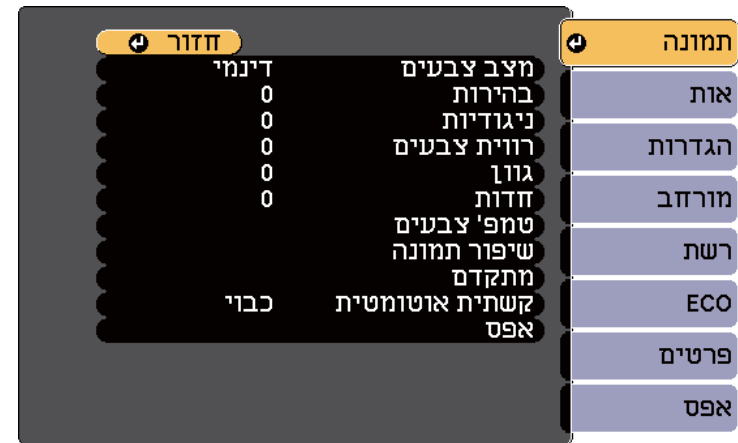 תמונה
אות
הגדרות
מורחב
רשת
ECO
פרטים
אפס
חזור
מצב צבעים דינמי
בהירות 0
ניגודיות 0
רווית צבעים 0
גוון 0
חדות 0
טמפ' צבעים
שיפור תמונה
מתקדם
קשתית אוטומטית כבוי
אפס